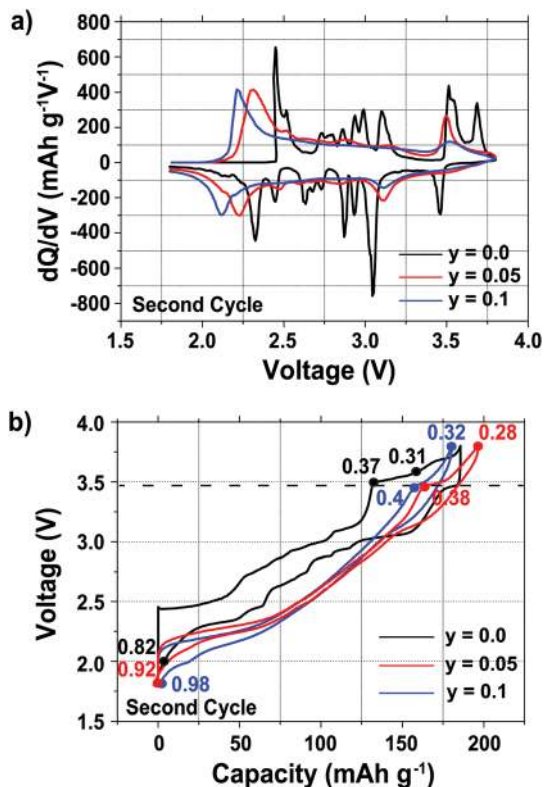 a)
800
600
400
200
0
-200
-400
-600
-800
dQ/dV (mAh g⁻¹V⁻¹)
y = 0.0
y = 0.05
y = 0.1
Second Cycle
1.5 2.0 2.5 3.0 3.5 4.0
Voltage (V)
b)
4.0
3.5
3.0
2.5
2.0
1.5
Voltage (V)
0.32
0.28
0.31
0.37
0.4
0.38
0.82
0.92
0.98
y = 0.0
y = 0.05
y = 0.1
Second Cycle
0 50 100 150 200
Capacity (mAh g⁻¹)